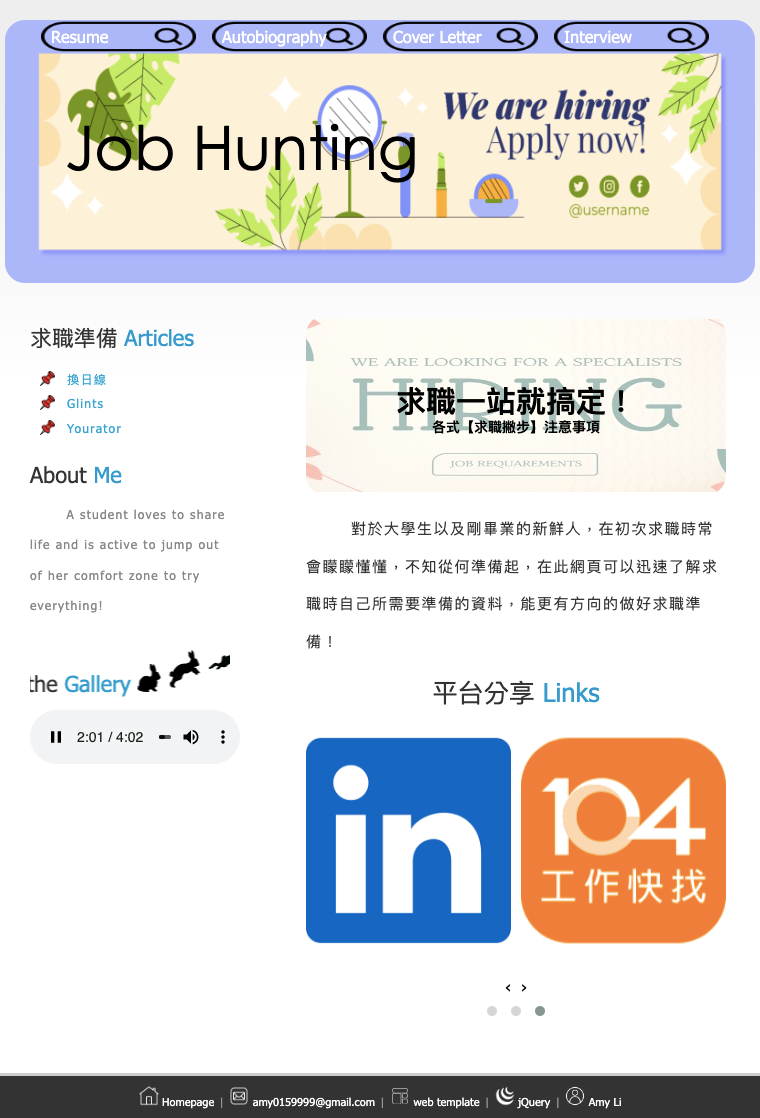 Resume
Autobiography
Cover Letter
Interview
Job Hunting
We are hiring
Apply now!
@username
求職準備 Articles
換日線
Glints
Yourator
About Me
A student loves to share
life and is active to jump out
of her comfort zone to try
everything!
the Gallery
2:01 / 4:02
WE ARE LOOKING FOR A SPECIALISTS
HIRING
求職一站就搞定！
各式【求職撇步】注意事項
JOB REQUAREMENTS
對於大學生以及剛畢業的新鮮人，在初次求職時常
會矇矇懂懂，不知從何準備起，在此網頁可以迅速了解求
職時自己所需要準備的資料，能更有方向的做好求職準
備！
平台分享 Links
in
104
工作快找
‹ ›
Homepage | amy0159999@gmail.com | web template | jQuery | Amy Li